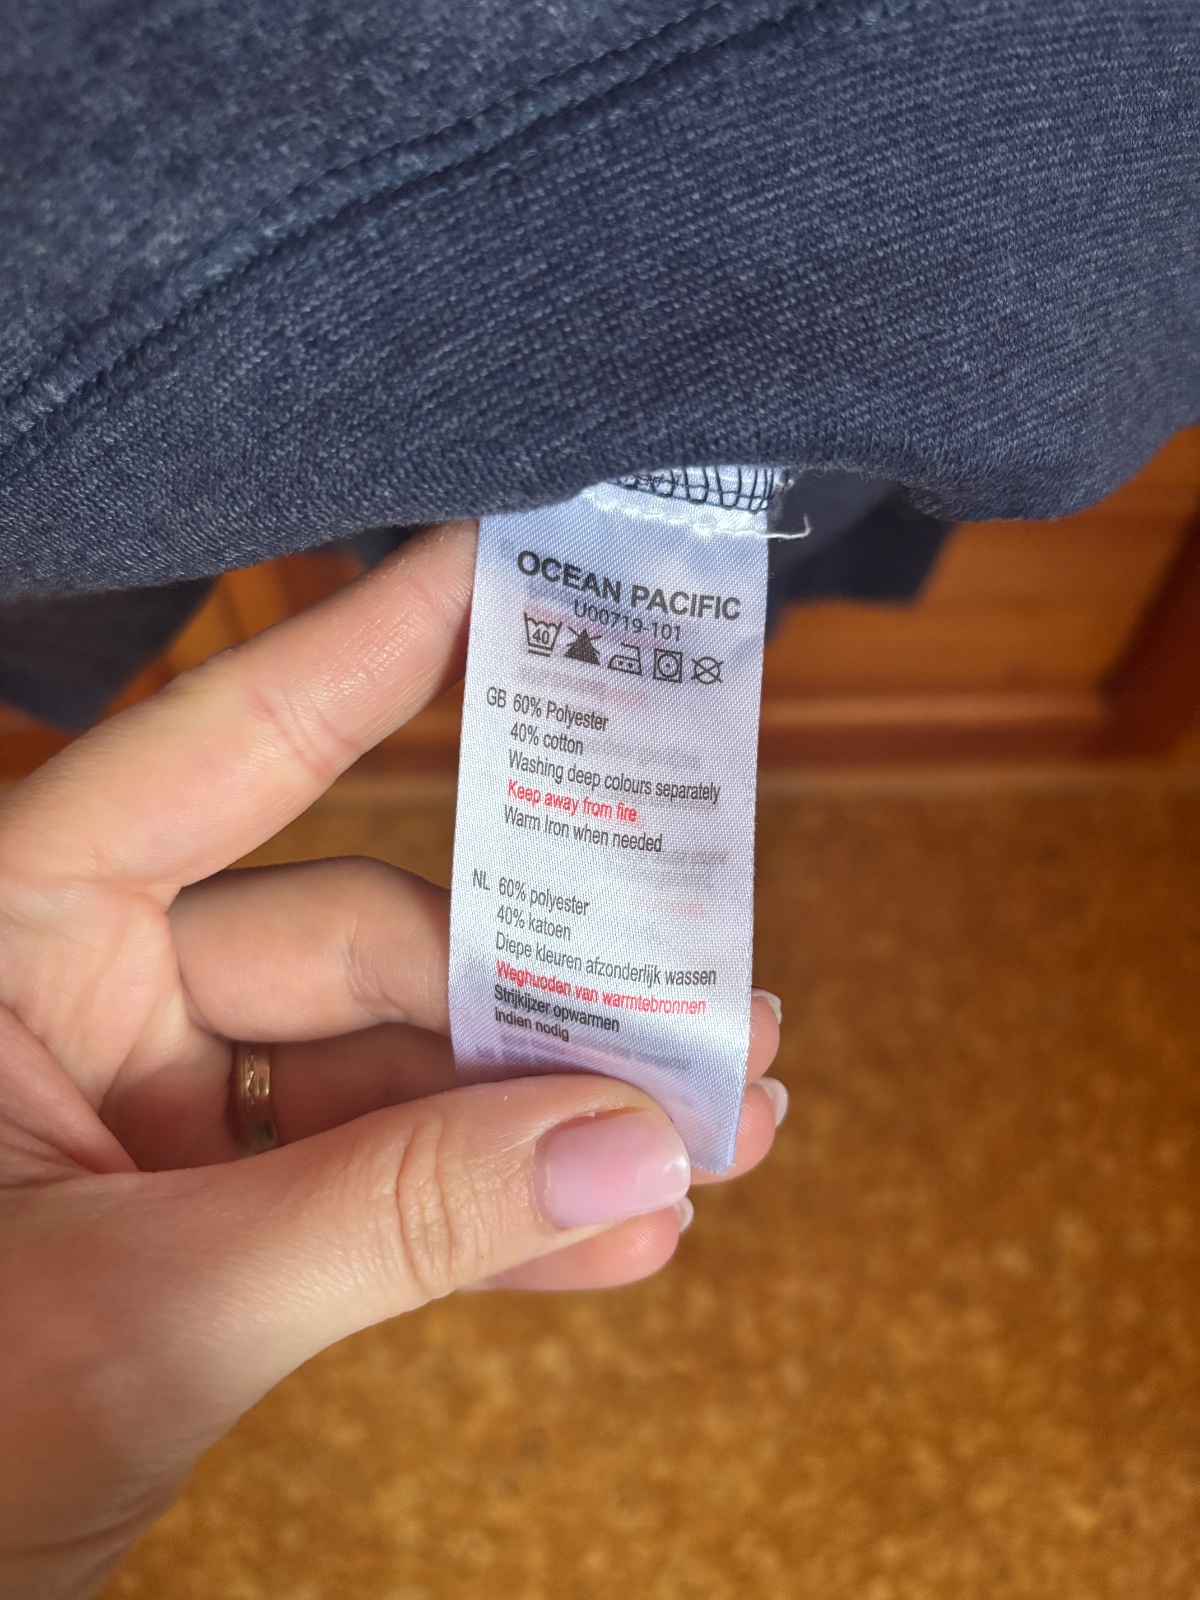 OCEAN PACIFIC
U00719-101
40
GB 60% Polyester
40% cotton
Washing deep colours separately
Keep away from fire
Warm Iron when needed
NL 60% polyester
40% katoen
Diepe kleuren afzonderlijk wassen
Weghuoden van warmtebronnen
Strijkijzer opwarmen
Indien nodig